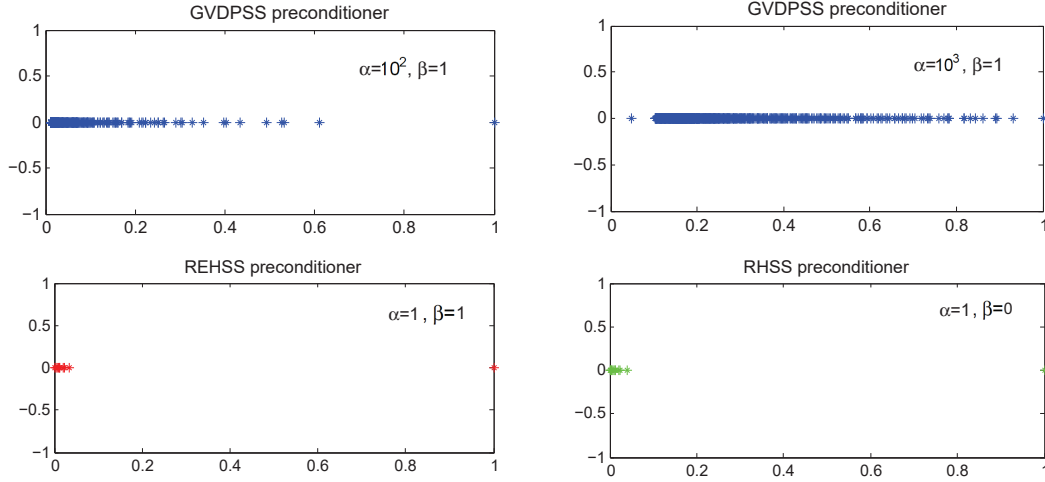 GVDPSS preconditioner
1
α=10², β=1
0.5
0
−0.5
−1
0 0.2 0.4 0.6 0.8 1
GVDPSS preconditioner
1
α=10³, β=1
0.5
0
−0.5
−1
0 0.2 0.4 0.6 0.8 1
REHSS preconditioner
1
α=1, β=1
0.5
0
−0.5
−1
0 0.2 0.4 0.6 0.8 1
RHSS preconditioner
1
α=1, β=0
0.5
0
−0.5
−1
0 0.2 0.4 0.6 0.8 1